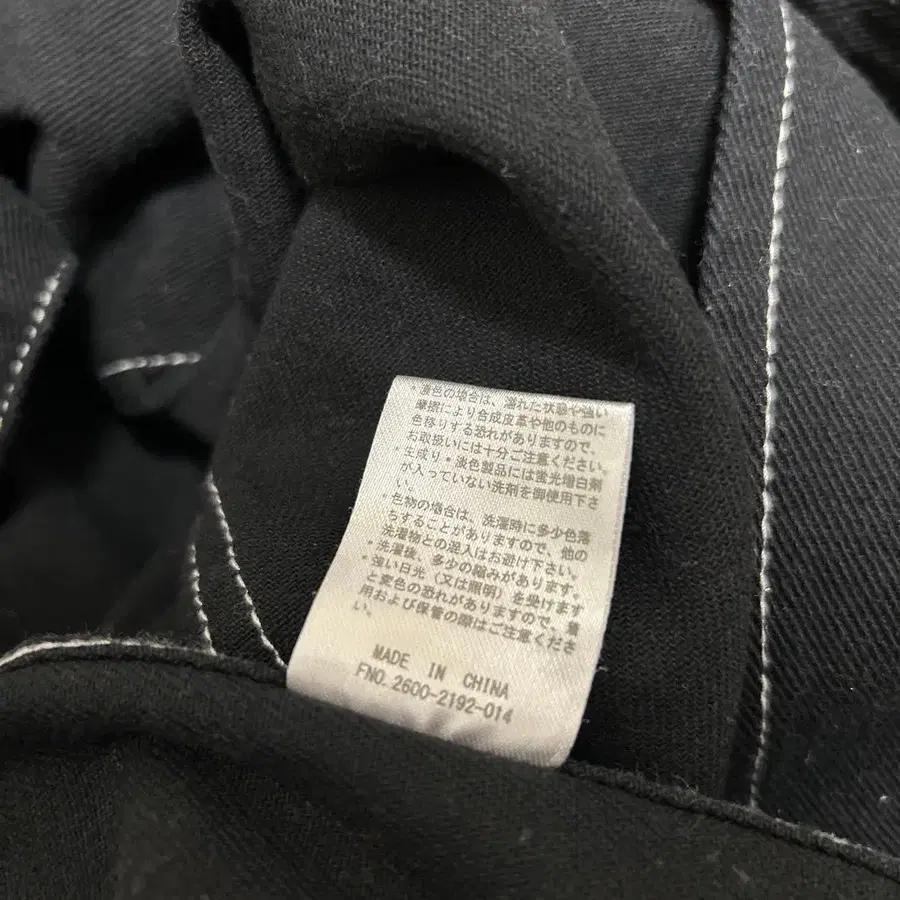 ・濃色の場合は、濡れた状態や強い
摩擦により合成皮革や他のものに
色移りする恐れがありますので、
お取扱いには十分ご注意ください。
・生成り・淡色製品には蛍光増白剤
が入っていない洗剤を御使用下さ
い。
・色物の場合は、洗濯時に多少色落
ちすることがありますので、他の
洗濯物との混入はお避け下さい。
・洗濯後、多少の縮みがあります。
・強い日光（又は照明）を受けます
と変色の恐れがありますので、着
用および保管の際はご注意くださ
い。
MADE IN CHINA
FNO.2600-2192-014